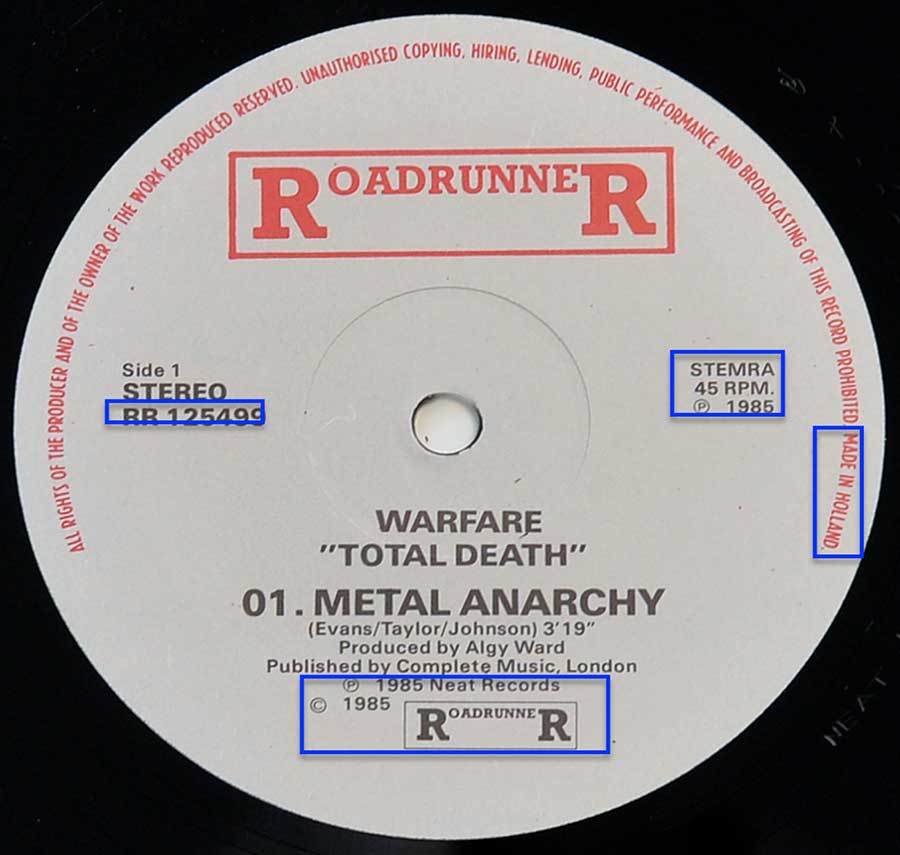 ALL RIGHTS OF THE PRODUCER AND OF THE OWNER OF THE WORK REPRODUCED RESERVED. UNAUTHORISED COPYING, HIRING, LENDING, PUBLIC PERFORMANCE AND BROADCASTING OF THIS RECORD PROHIBITED. MADE IN HOLLAND.
ROADRUNNER
Side 1
STEREO
RR 125499
STEMRA
45 RPM.
℗ 1985
WARFARE
"TOTAL DEATH"
01. METAL ANARCHY
(Evans/Taylor/Johnson) 3'19"
Produced by Algy Ward
Published by Complete Music, London
℗ 1985 Neat Records
© 1985 ROADRUNNER
NEAT